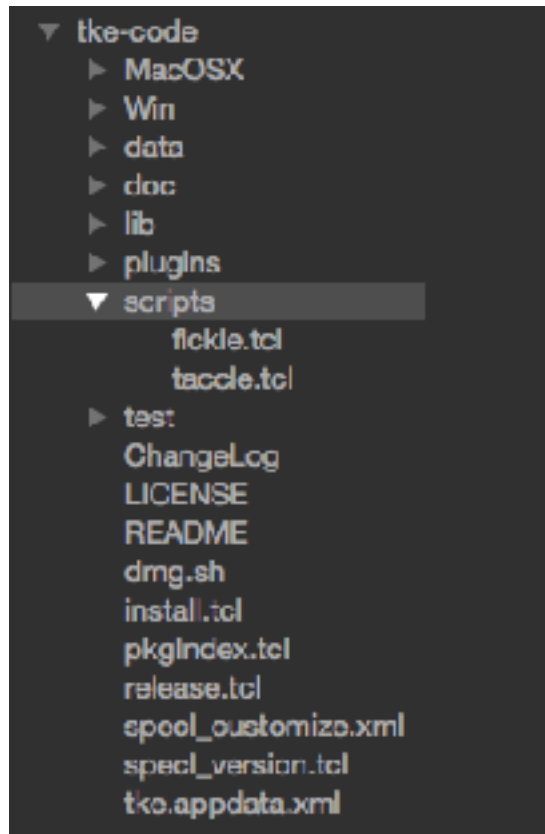 tke-code
MacOSX
Win
data
doc
lib
plugins
scripts
fickle.tcl
taccle.tcl
test
ChangeLog
LICENSE
README
dmg.sh
install.tcl
pkgIndex.tcl
release.tcl
specl_customize.xml
specl_version.tcl
tke.appdata.xml